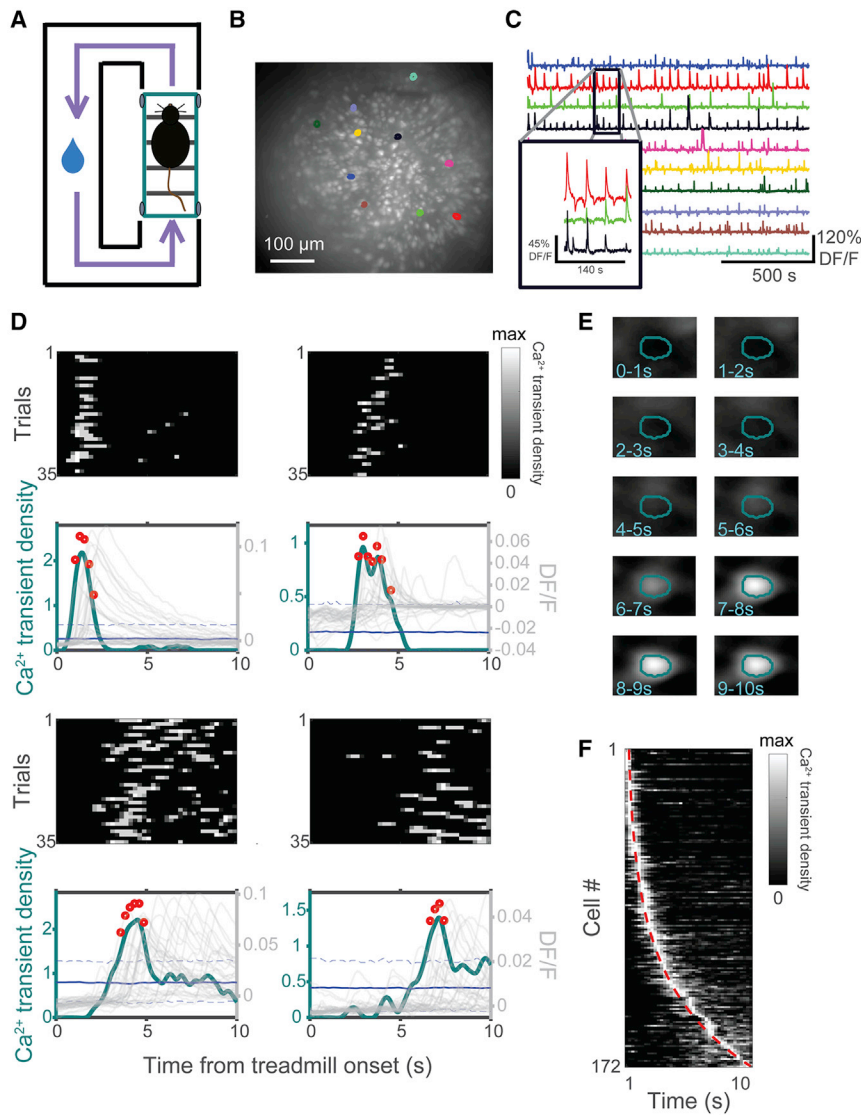 A
B
100 µm
C
45%
DF/F
140 s
120%
DF/F
500 s
D
1
Trials
35
max
Ca2+ transient density
0
Ca2+ transient density
2
1
0
0 5 10
0.1
0
1
0.5
0
0 5 10
0.06
0.04
0.02
0
-0.02
-0.04
DF/F
1
Trials
35
Ca2+ transient density
2
1
0
0 5 10
0.1
0.05
0
1.5
1
0.5
0
0 5 10
0.04
0.02
0
DF/F
Time from treadmill onset (s)
E
0-1s
1-2s
2-3s
3-4s
4-5s
5-6s
6-7s
7-8s
8-9s
9-10s
F
1
Cell #
172
1 10
Time (s)
max
Ca2+ transient density
0